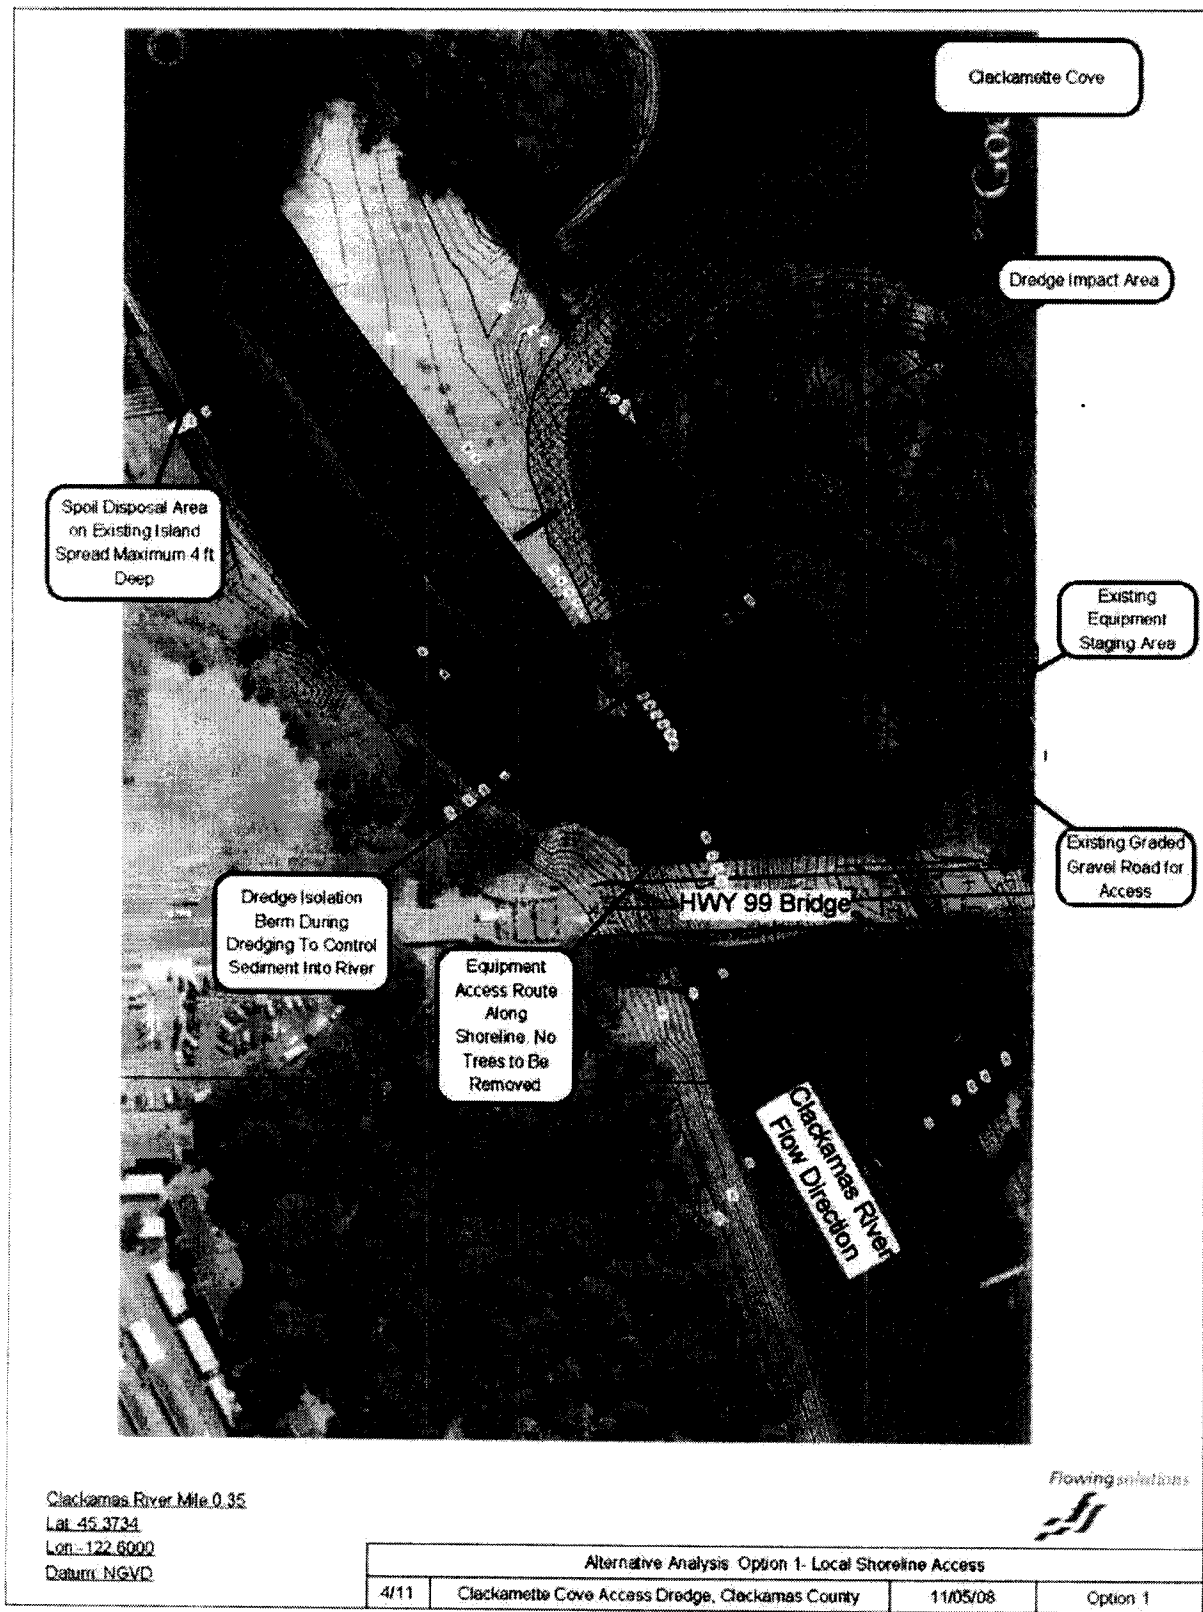 Clackamette Cove
Goo
Dredge Impact Area
Spoil Disposal Area
on Existing Island
Spread Maximum 4 ft
Deep
Existing
Equipment
Staging Area
Existing Graded
Gravel Road for
Access
HWY 99 Bridge
Dredge Isolation
Berm During
Dredging To Control
Sediment Into River
Equipment
Access Route
Along
Shoreline. No
Trees to Be
Removed
Clackamas River
Flow Direction
Flowing solutions
Clackamas River Mile 0.35
Lat: 45.3734
Lon: -122.6000
Datum: NGVD
Alternative Analysis Option 1- Local Shoreline Access
4/11 Clackamette Cove Access Dredge, Clackamas County 11/05/08 Option 1